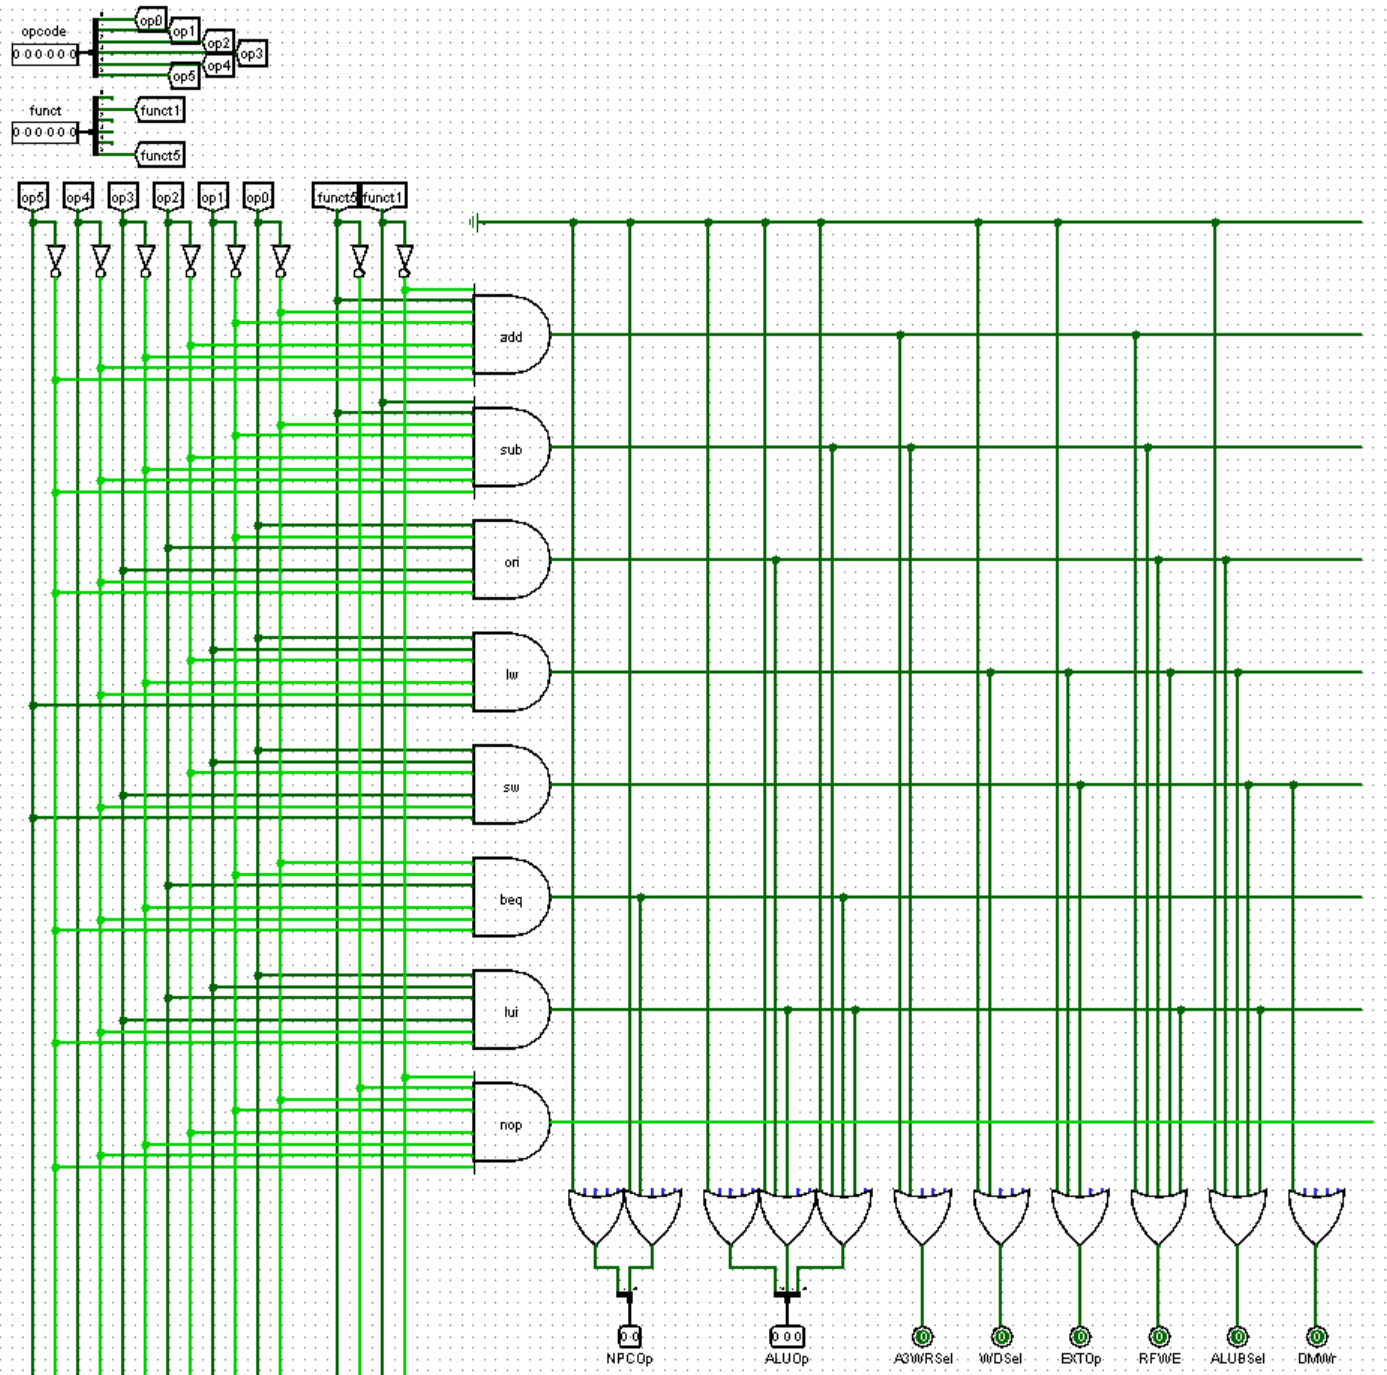 opcode
000000
op0
op1
op2
op3
op4
op5
funct
000000
funct1
funct5
op5 op4 op3 op2 op1 op0 funct5 funct1
add
sub
ori
lw
sw
beq
lui
nop
00 000 0 0 0 0 0 0
NPCOp ALUOp A3WRSel WDSel EXTOp RFWE ALUBSel DMWr